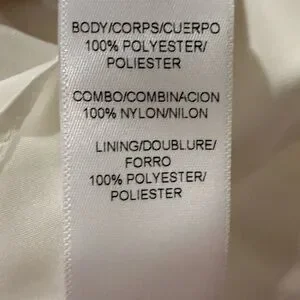 BODY/CORPS/CUERPO
100% POLYESTER/
POLIESTER
COMBO/COMBINACION
100% NYLON/NILON
LINING/DOUBLURE/
FORRO
100% POLYESTER/
POLIESTER